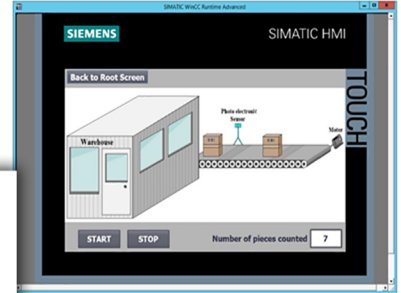 SIMATIC WinCC Runtime Advanced
SIEMENS
SIMATIC HMI
TOUCH
Back to Root Screen
Photo electronic
Sensor
Motor
Warehouse
START
STOP
Number of pieces counted
7